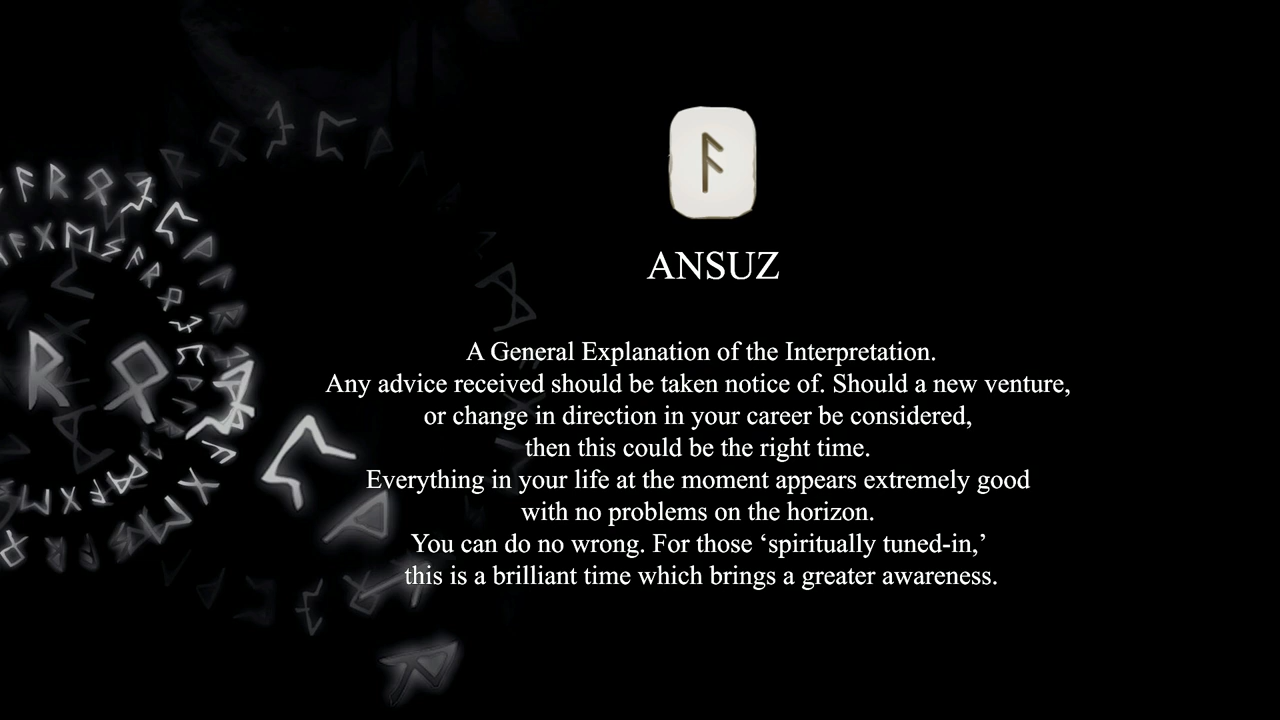 ᚨ
ANSUZ
A General Explanation of the Interpretation.
Any advice received should be taken notice of. Should a new venture,
or change in direction in your career be considered,
then this could be the right time.
Everything in your life at the moment appears extremely good
with no problems on the horizon.
You can do no wrong. For those ‘spiritually tuned-in,’
this is a brilliant time which brings a greater awareness.